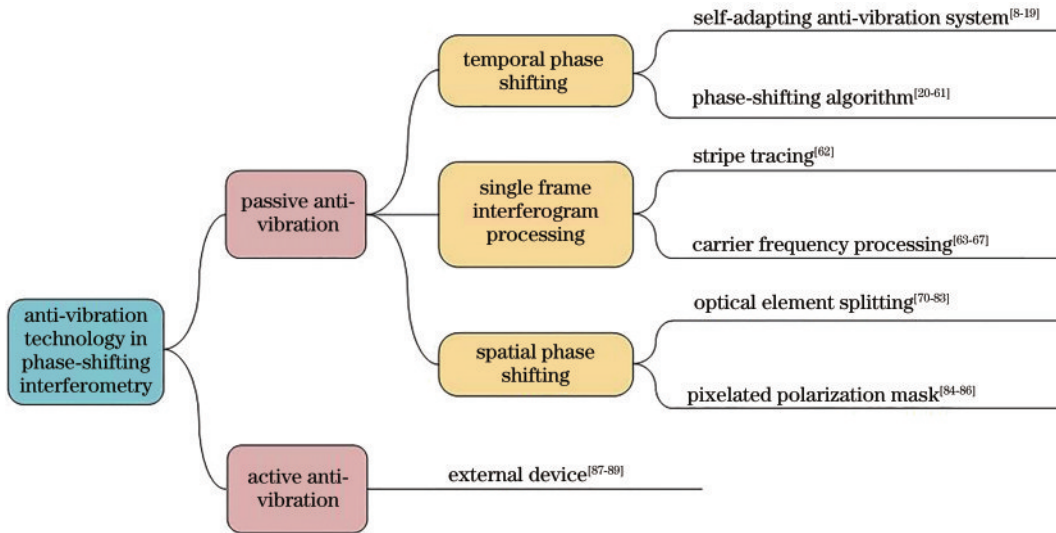 anti-vibration
technology in
phase-shifting
interferometry
passive anti-
vibration
active anti-
vibration
temporal phase
shifting
single frame
interferogram
processing
spatial phase
shifting
self-adapting anti-vibration system[8-19]
phase-shifting algorithm[20-61]
stripe tracing[62]
carrier frequency processing[63-67]
optical element splitting[70-83]
pixelated polarization mask[84-86]
external device[87-89]